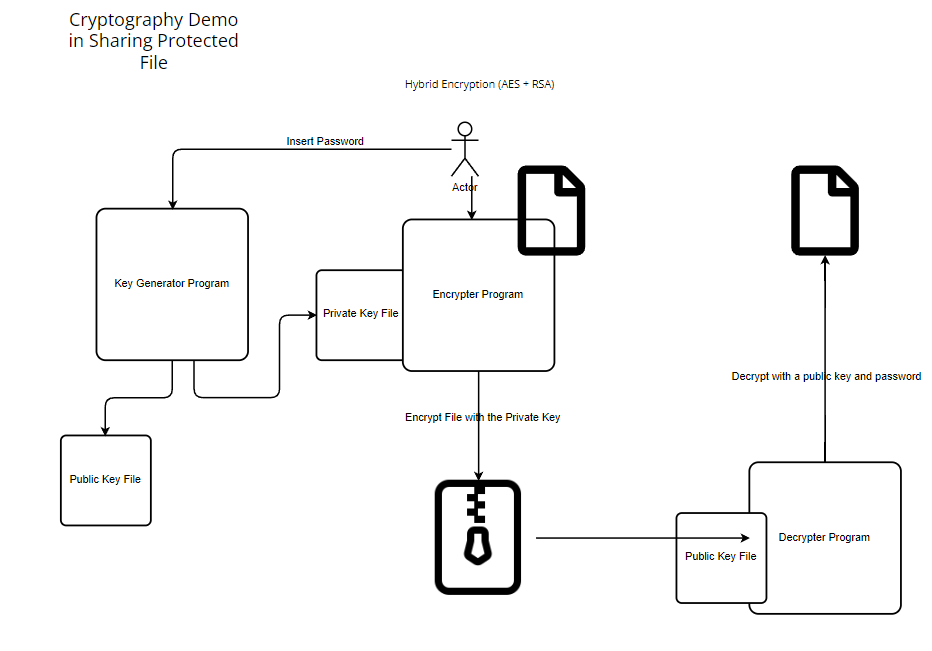 Cryptography Demo
in Sharing Protected
File
Hybrid Encryption (AES + RSA)
Insert Password
Actor
Key Generator Program
Encrypter Program
Private Key File
Decrypt with a public key and password
Encrypt File with the Private Key
Public Key File
Decrypter Program
Public Key File